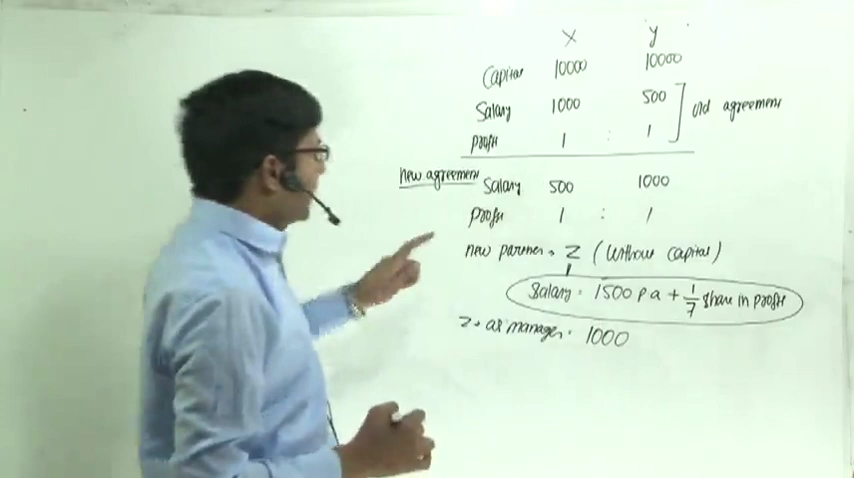 X Y
Capital 10000 10000
Salary 1000 500
Profit 1 : 1
old agreement
new agreement Salary 500 1000
Profit 1 : 1
new partner Z (without capital)
Salary 1500 p a + 1/7 share in profit
Z as manager 1000